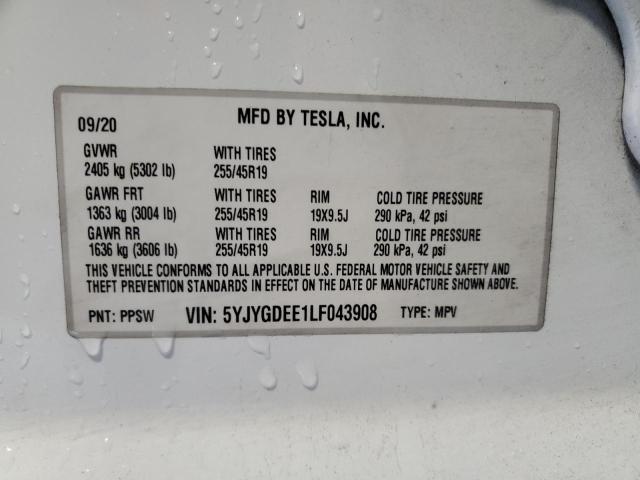 09/20 MFD BY TESLA, INC.
GVWR WITH TIRES
2405 kg (5302 lb) 255/45R19
GAWR FRT WITH TIRES RIM COLD TIRE PRESSURE
1363 kg (3004 lb) 255/45R19 19X9.5J 290 kPa, 42 psi
GAWR RR WITH TIRES RIM COLD TIRE PRESSURE
1636 kg (3606 lb) 255/45R19 19X9.5J 290 kPa, 42 psi
THIS VEHICLE CONFORMS TO ALL APPLICABLE U.S. FEDERAL MOTOR VEHICLE SAFETY AND
THEFT PREVENTION STANDARDS IN EFFECT ON THE DATE OF MANUFACTURE SHOWN ABOVE.
PNT: PPSW VIN: 5YJYGDEE1LF043908 TYPE: MPV